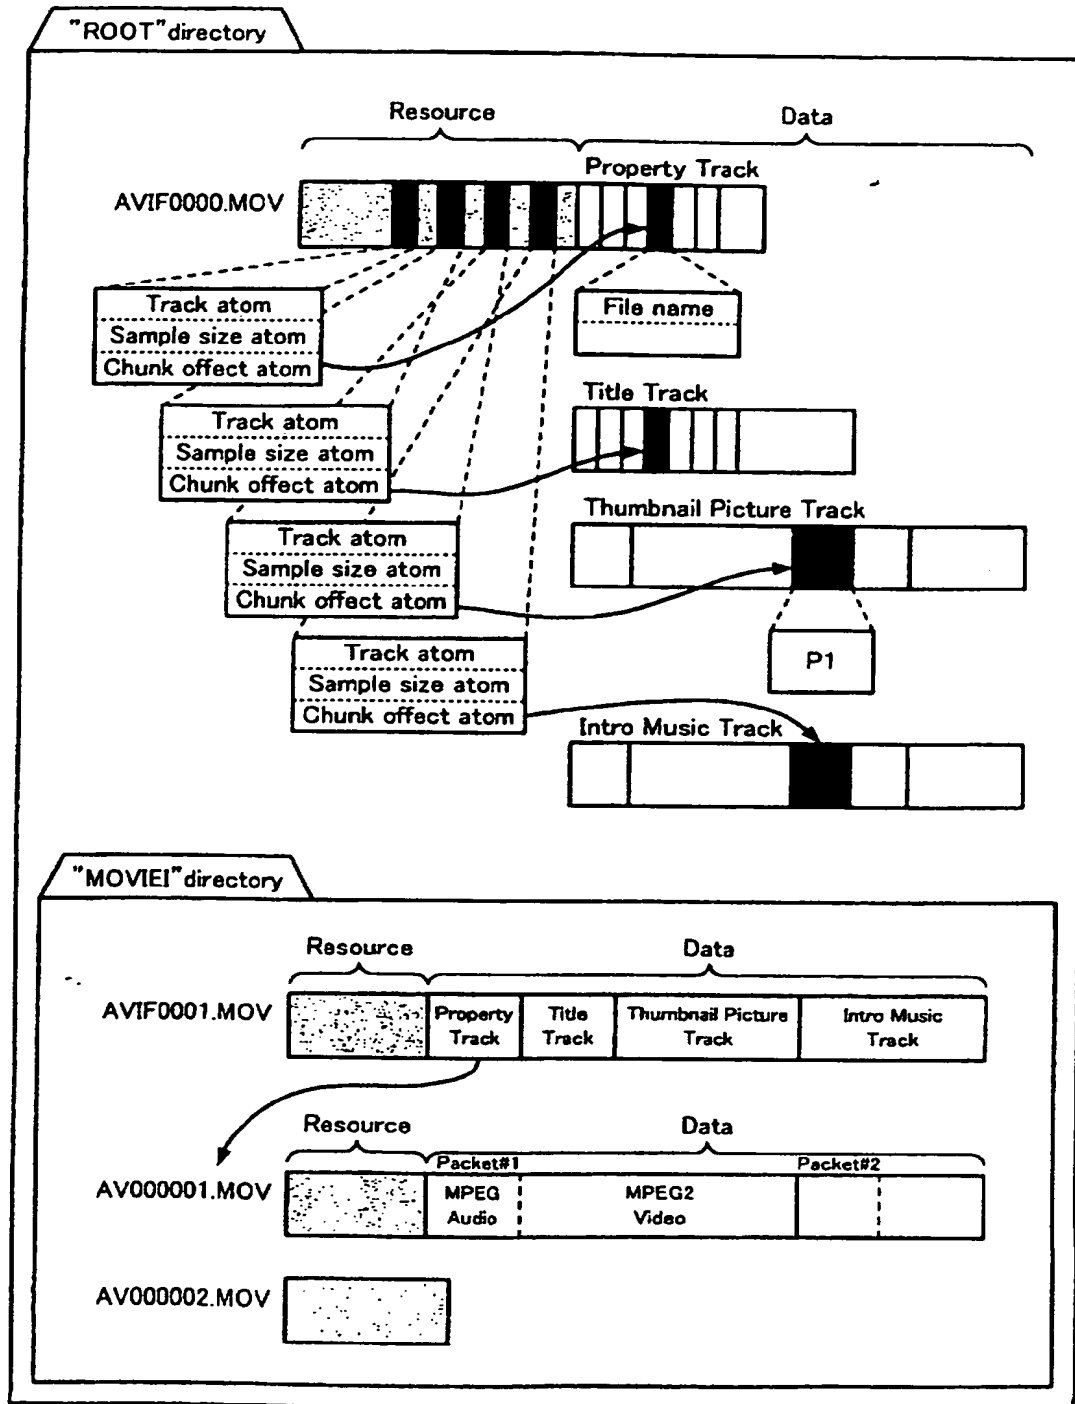 "ROOT" directory
Resource
Data
Property Track
AVIF0000.MOV
Track atom
Sample size atom
Chunk offect atom
File name
Title Track
Track atom
Sample size atom
Chunk offect atom
Thumbnail Picture Track
Track atom
Sample size atom
Chunk offect atom
P1
Track atom
Sample size atom
Chunk offect atom
Intro Music Track
"MOVIEI" directory
Resource
Data
AVIF0001.MOV
Property
Track
Title
Track
Thumbnail Picture
Track
Intro Music
Track
Resource
Data
Packet#1
Packet#2
AV000001.MOV
MPEG
Audio
MPEG2
Video
AV000002.MOV